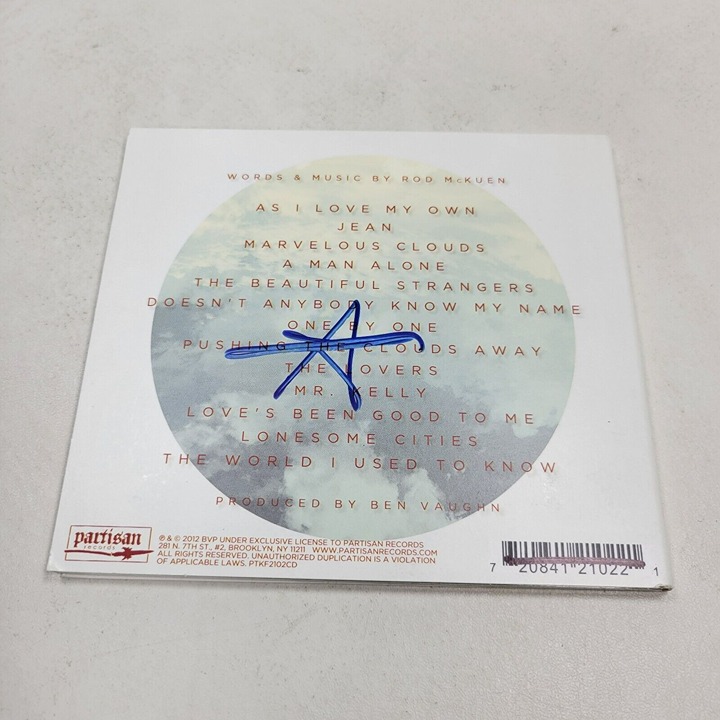 WORDS & MUSIC BY ROD McKUEN
AS I LOVE MY OWN
JEAN
MARVELOUS CLOUDS
A MAN ALONE
THE BEAUTIFUL STRANGERS
DOESN'T ANYBODY KNOW MY NAME
ONE BY ONE
PUSHING THE CLOUDS AWAY
THE LOVERS
MR. KELLY
LOVE'S BEEN GOOD TO ME
LONESOME CITIES
THE WORLD I USED TO KNOW
PRODUCED BY BEN VAUGHN
partisan
records
℗ & © 2012 BVP UNDER EXCLUSIVE LICENSE TO PARTISAN RECORDS
281 N. 7TH ST., #2, BROOKLYN, NY 11211 WWW.PARTISANRECORDS.COM
ALL RIGHTS RESERVED. UNAUTHORIZED DUPLICATION IS A VIOLATION
OF APPLICABLE LAWS. PTKF2102CD
7 20841 21022 1